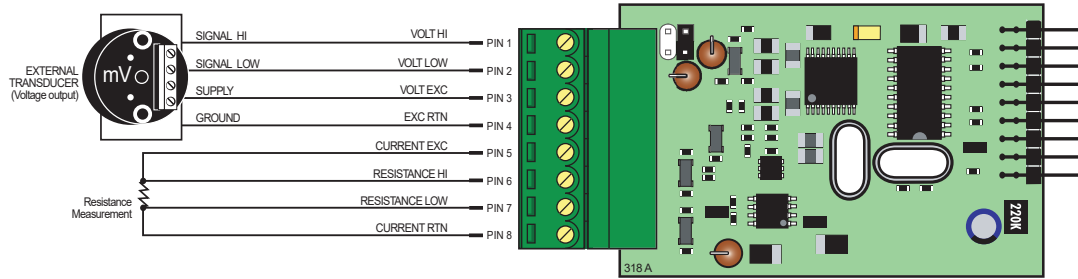 EXTERNAL
TRANSDUCER
(Voltage output)
mV
SIGNAL HI VOLT HI PIN 1
SIGNAL LOW VOLT LOW PIN 2
SUPPLY VOLT EXC PIN 3
GROUND EXC RTN PIN 4
CURRENT EXC PIN 5
RESISTANCE HI PIN 6
Resistance
Measurement
RESISTANCE LOW PIN 7
CURRENT RTN PIN 8
220K
318 A